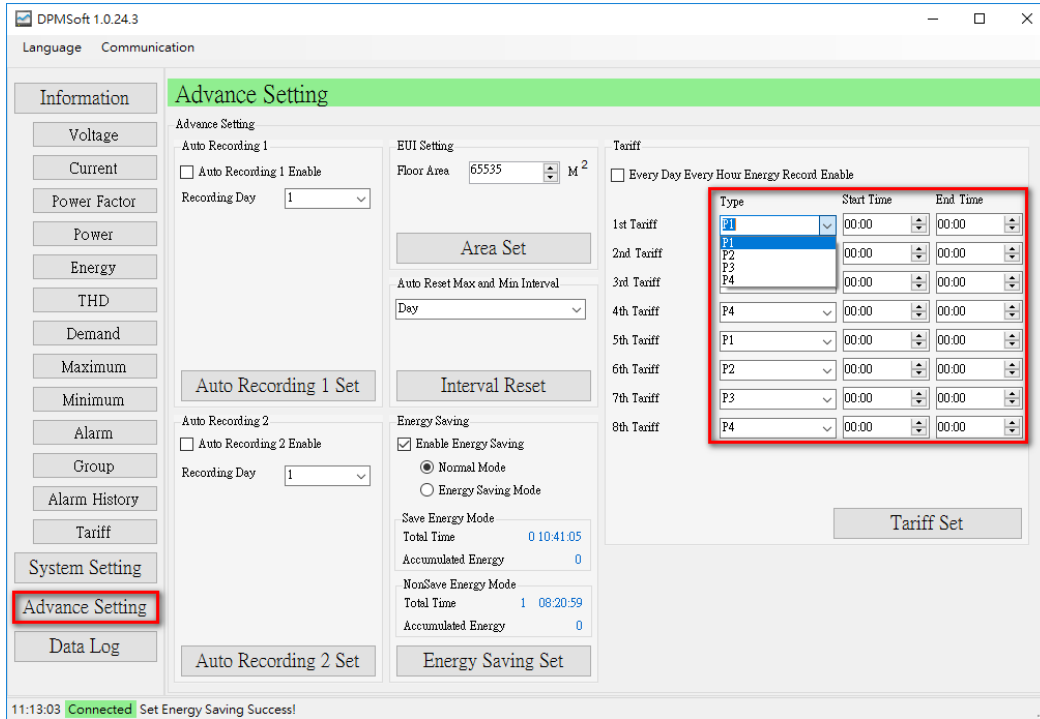 DPMSoft 1.0.24.3
Language Communication
Information
Voltage
Current
Power Factor
Power
Energy
THD
Demand
Maximum
Minimum
Alarm
Group
Alarm History
Tariff
System Setting
Advance Setting
Data Log
Advance Setting
Advance Setting
Auto Recording 1
Auto Recording 1 Enable
Recording Day 1
Auto Recording 1 Set
Auto Recording 2
Auto Recording 2 Enable
Recording Day 1
Auto Recording 2 Set
EUI Setting
Floor Area 65535 M 2
Area Set
Auto Reset Max and Min Interval
Day
Interval Reset
Energy Saving
Enable Energy Saving
Normal Mode
Energy Saving Mode
Save Energy Mode
Total Time 0 10:41:05
Accumulated Energy 0
NonSave Energy Mode
Total Time 1 08:20:59
Accumulated Energy 0
Energy Saving Set
Tariff
Every Day Every Hour Energy Record Enable
Type Start Time End Time
1st Tariff P1 00:00 00:00
P1
2nd Tariff P2 00:00 00:00
P3
3rd Tariff P4 00:00 00:00
4th Tariff P4 00:00 00:00
5th Tariff P1 00:00 00:00
6th Tariff P2 00:00 00:00
7th Tariff P3 00:00 00:00
8th Tariff P4 00:00 00:00
Tariff Set
11:13:03 Connected Set Energy Saving Success!